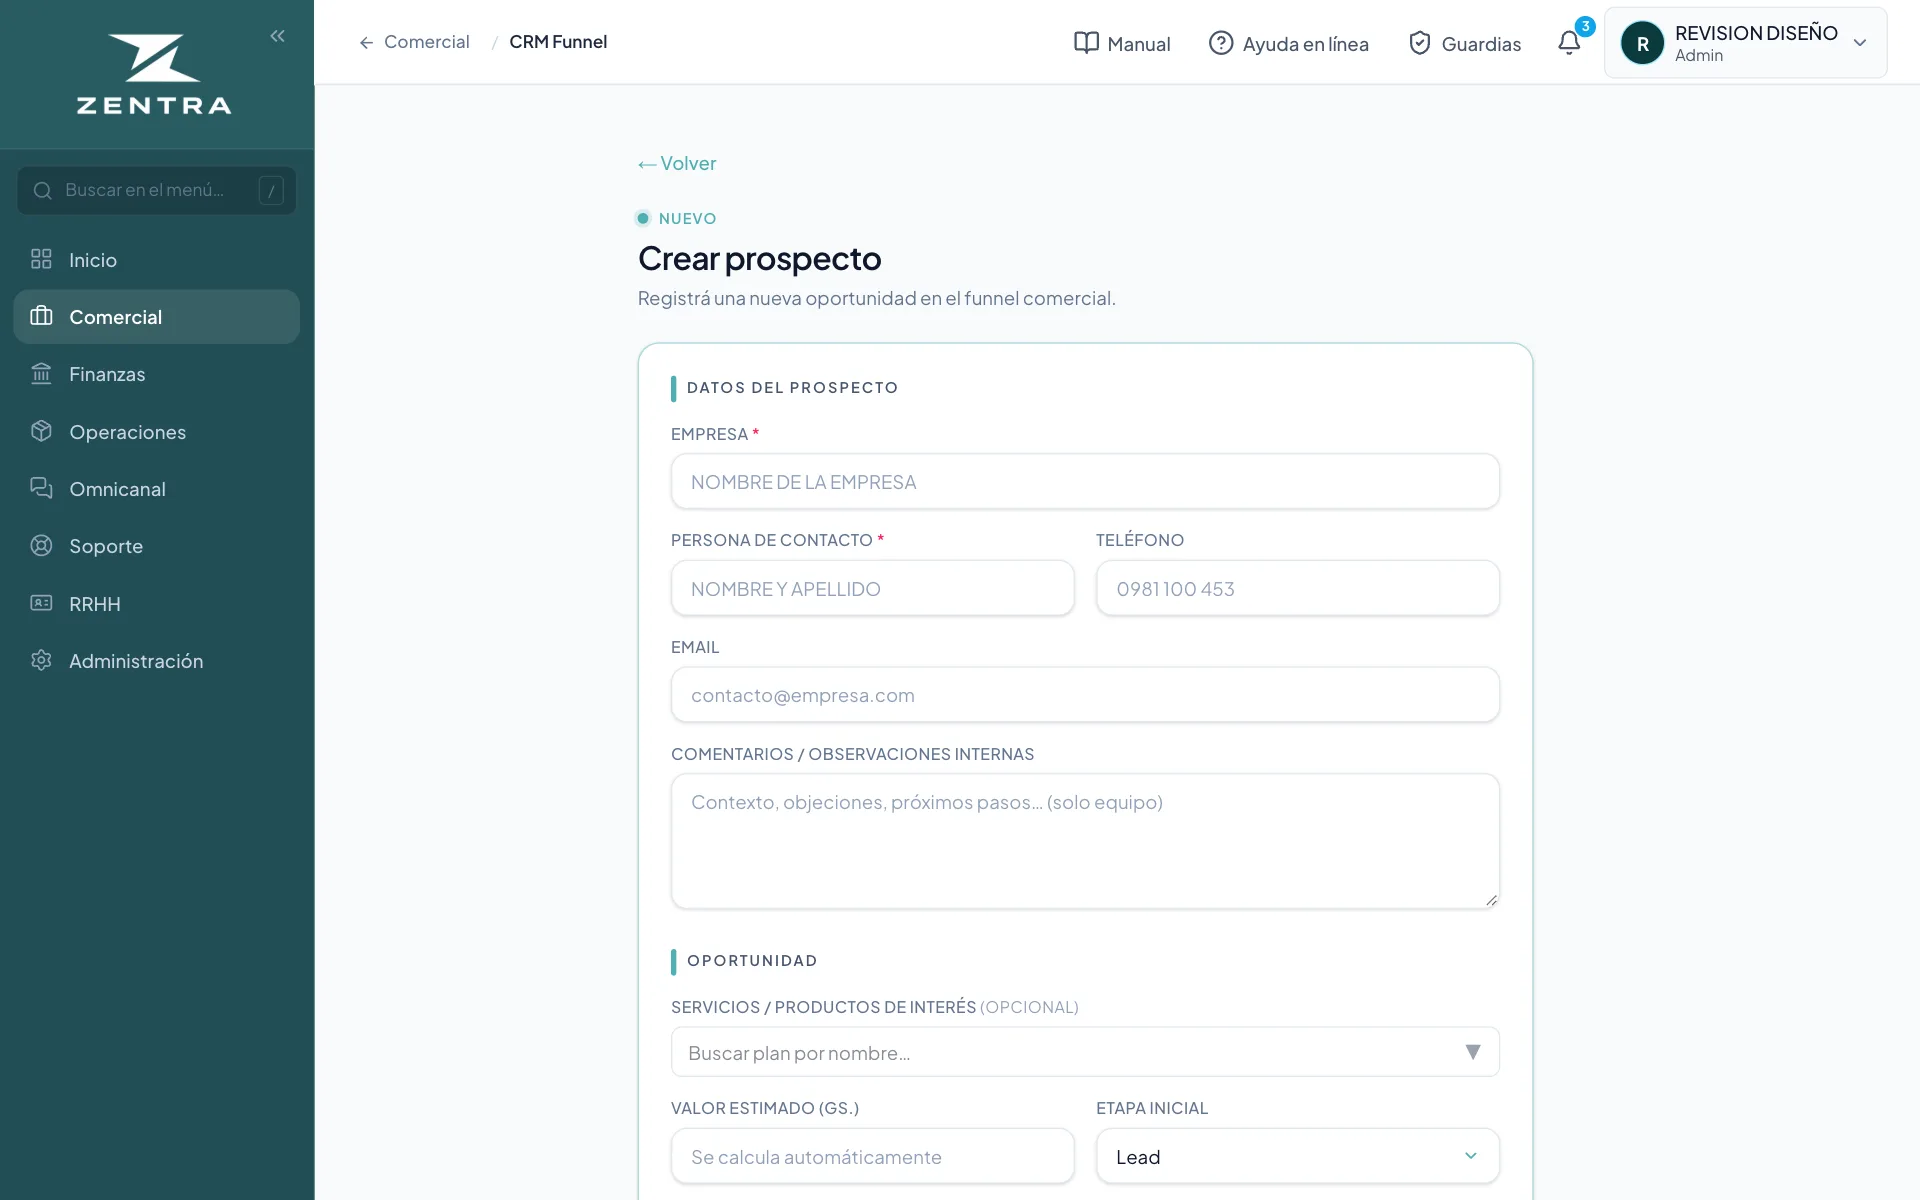 ZENTRA
Buscar en el menú... /
Inicio
Comercial
Finanzas
Operaciones
Omnicanal
Soporte
RRHH
Administración
← Comercial / CRM Funnel
Manual
Ayuda en línea
Guardias
3
R
REVISION DISEÑO
Admin
← Volver
NUEVO
Crear prospecto
Registrá una nueva oportunidad en el funnel comercial.
DATOS DEL PROSPECTO
EMPRESA *
NOMBRE DE LA EMPRESA
PERSONA DE CONTACTO *
NOMBRE Y APELLIDO
TELÉFONO
0981 100 453
EMAIL
contacto@empresa.com
COMENTARIOS / OBSERVACIONES INTERNAS
Contexto, objeciones, próximos pasos... (solo equipo)
OPORTUNIDAD
SERVICIOS / PRODUCTOS DE INTERÉS (OPCIONAL)
Buscar plan por nombre...
VALOR ESTIMADO (GS.)
Se calcula automáticamente
ETAPA INICIAL
Lead